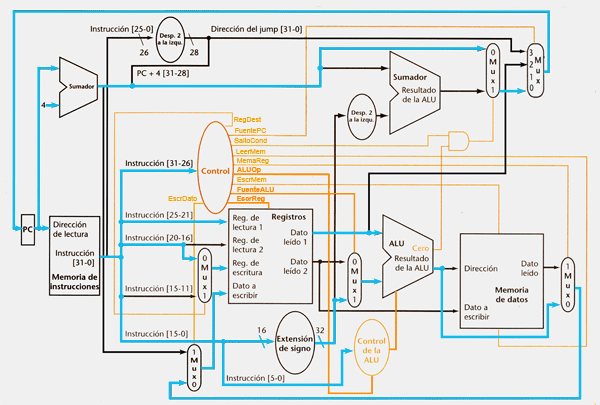 Instrucción [25-0]
26
Desp. 2
a la izqu.
28
Dirección del jump [31-0]
PC + 4 [31-28]
Sumador
4
0
Mux
1
3
2
1
0
Mux
Sumador
Resultado
de la ALU
Desp. 2
a la izqu.
RegDest
FuentePC
SaltoCond
LeerMem
MemaReg
ALUOp
EscrMem
FuenteALU
EsorReg
EscrDato
Control
Instrucción [31-26]
PC
Dirección
de lectura
Instrucción
[31-0]
Memoria de
instrucciones
Instrucción [25-21]
Instrucción [20-16]
Instrucción [15-11]
Instrucción [15-0]
0
Mux
1
Reg. de
lectura 1
Reg. de
lectura 2
Reg. de
escritura
Dato a
escribir
Registros
Dato
leído 1
Dato
leído 2
0
Mux
1
ALU
Cero
Resultado
de la ALU
Dirección
Dato a
escribir
Dato
leído
Memoria
de datos
1
Mux
0
16
Extensión
de signo
32
Control
de la
ALU
Instrucción [5-0]
1
Mux
0